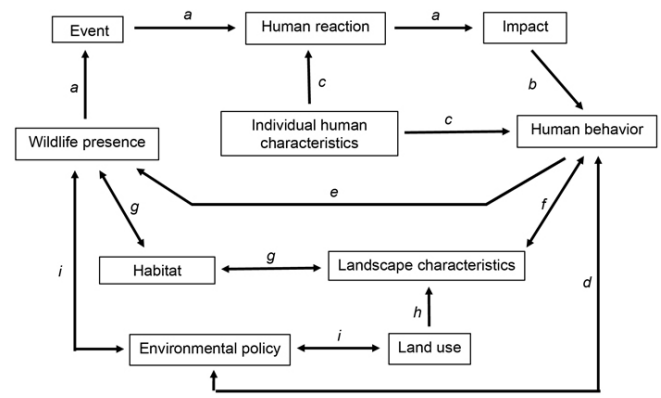 a
a
Event
Human reaction
Impact
a
c
b
Individual human
characteristics
c
Human behavior
Wildlife presence
e
g
f
i
Habitat
g
Landscape characteristics
d
h
Environmental policy
i
Land use